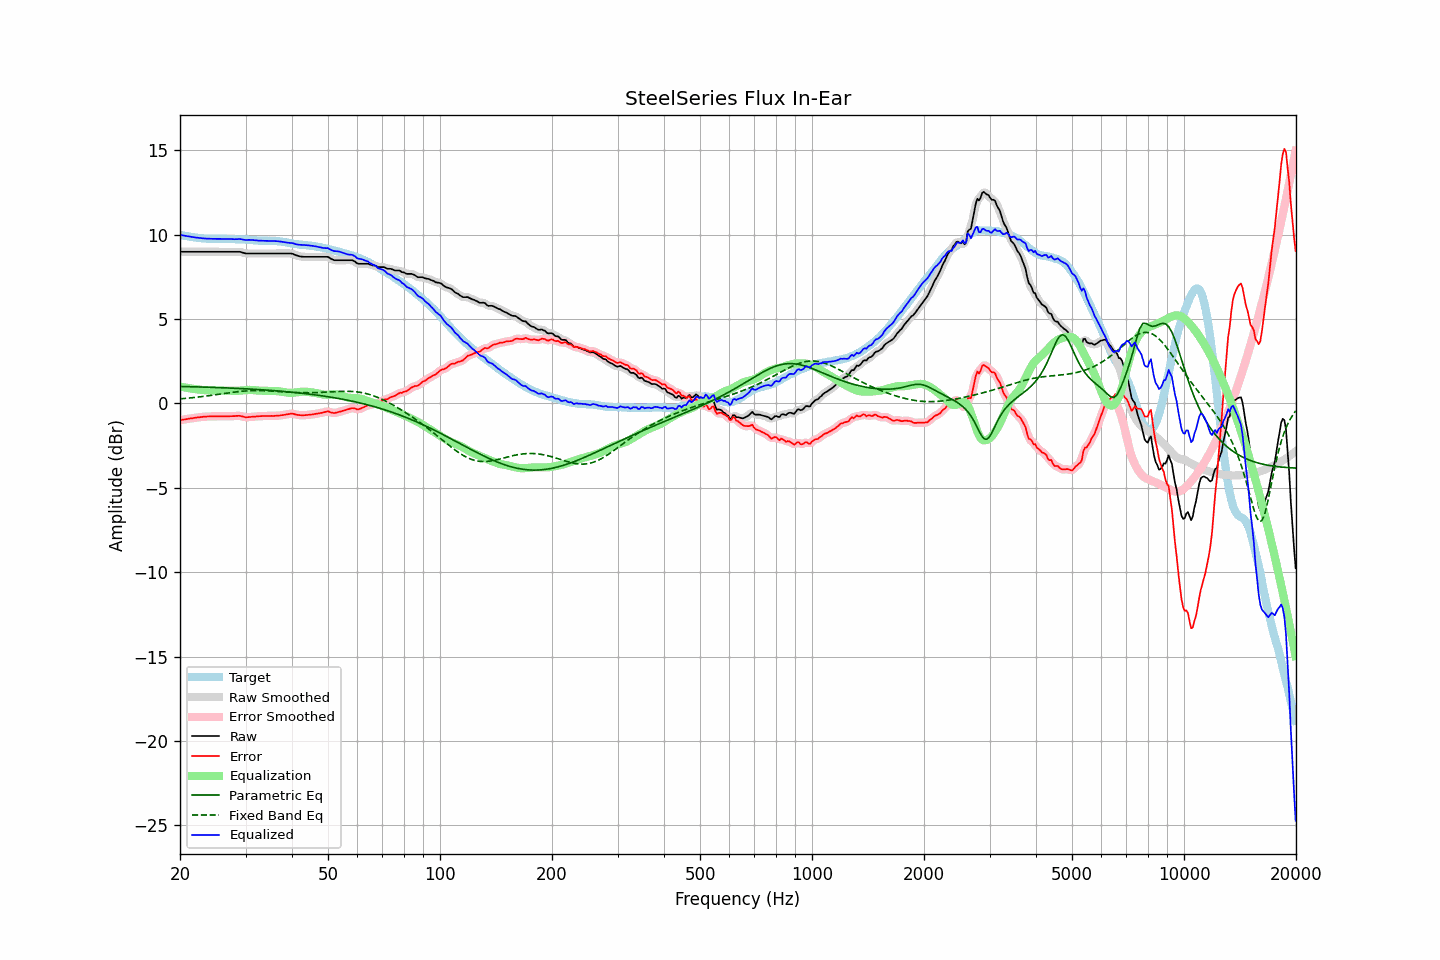 SteelSeries Flux In-Ear
Amplitude (dBr)
15
10
5
0
−5
−10
−15
−20
−25
Target
Raw Smoothed
Error Smoothed
Raw
Error
Equalization
Parametric Eq
Fixed Band Eq
Equalized
20 50 100 200 500 1000 2000 5000 10000 20000
Frequency (Hz)